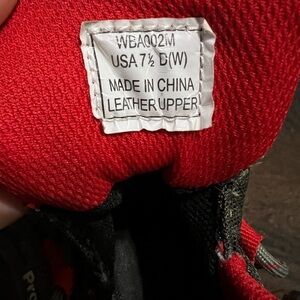 WBA002M
USA 7½ D(W)
MADE IN CHINA
LEATHER UPPER